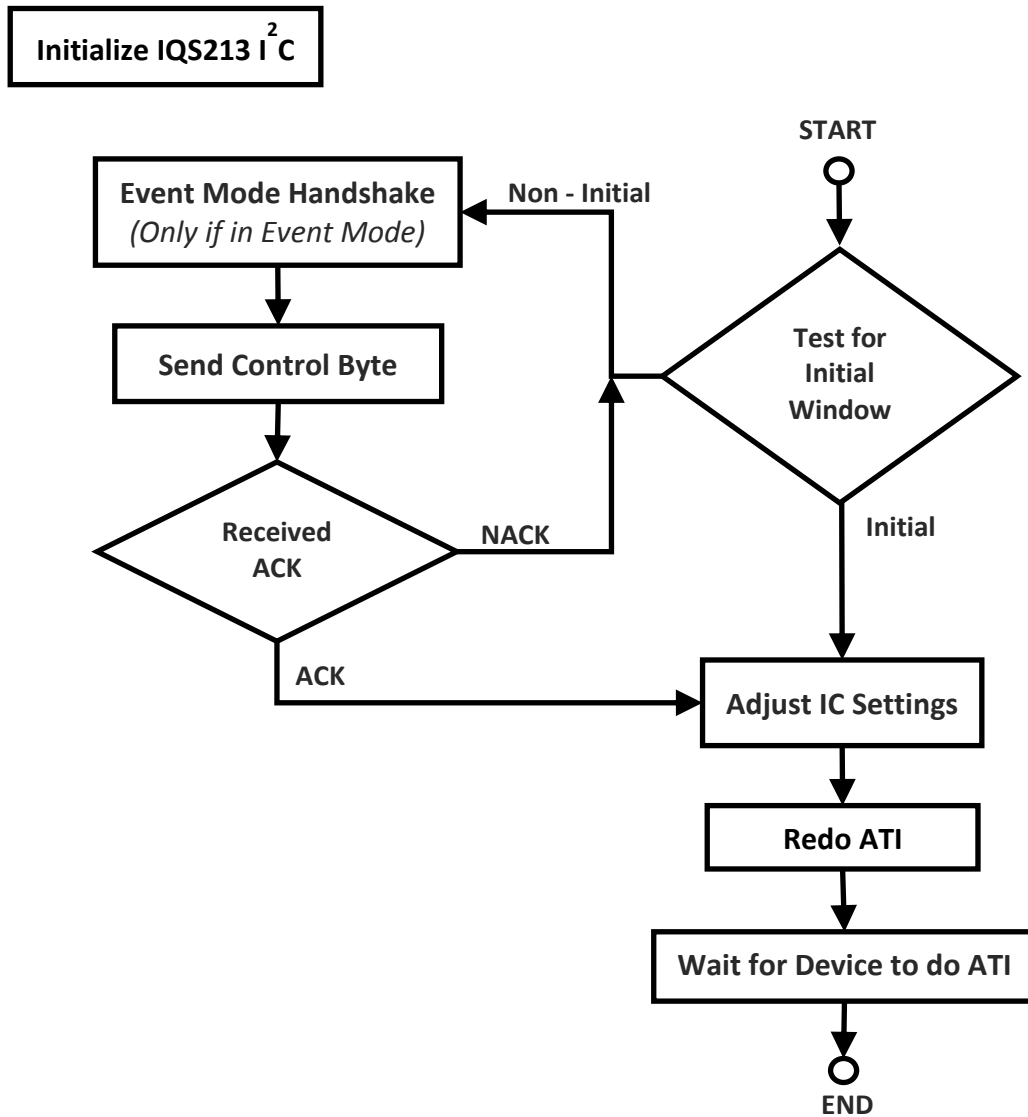 Initialize IQS213 I²C
START
Event Mode Handshake
(Only if in Event Mode)
Non - Initial
Test for
Initial
Window
Send Control Byte
Received
ACK
NACK
Initial
ACK
Adjust IC Settings
Redo ATI
Wait for Device to do ATI
END